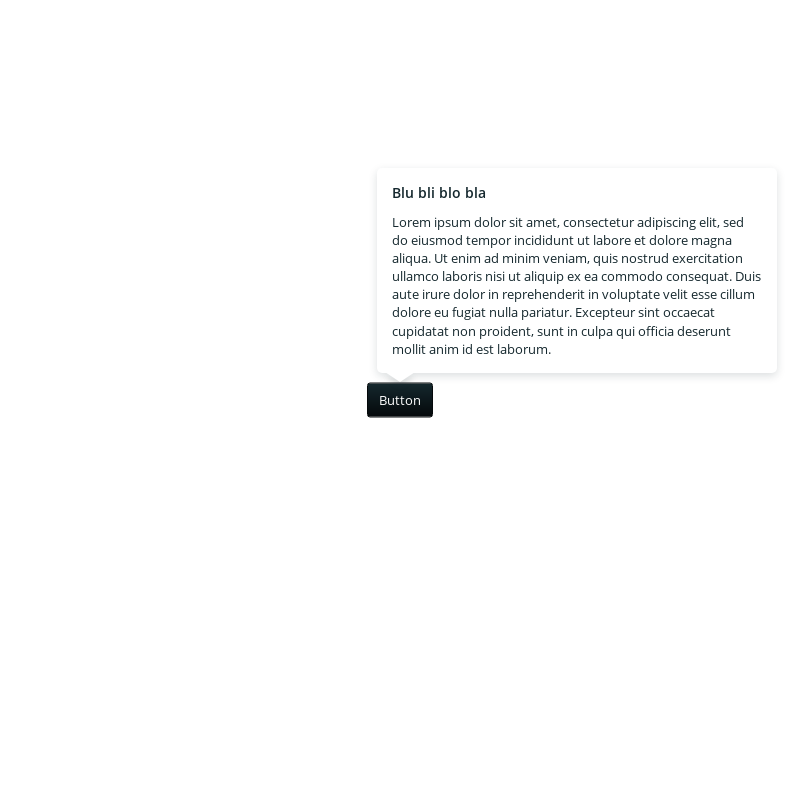 Blu bli blo bla
Lorem ipsum dolor sit amet, consectetur adipiscing elit, sed
do eiusmod tempor incididunt ut labore et dolore magna
aliqua. Ut enim ad minim veniam, quis nostrud exercitation
ullamco laboris nisi ut aliquip ex ea commodo consequat. Duis
aute irure dolor in reprehenderit in voluptate velit esse cillum
dolore eu fugiat nulla pariatur. Excepteur sint occaecat
cupidatat non proident, sunt in culpa qui officia deserunt
mollit anim id est laborum.
Button